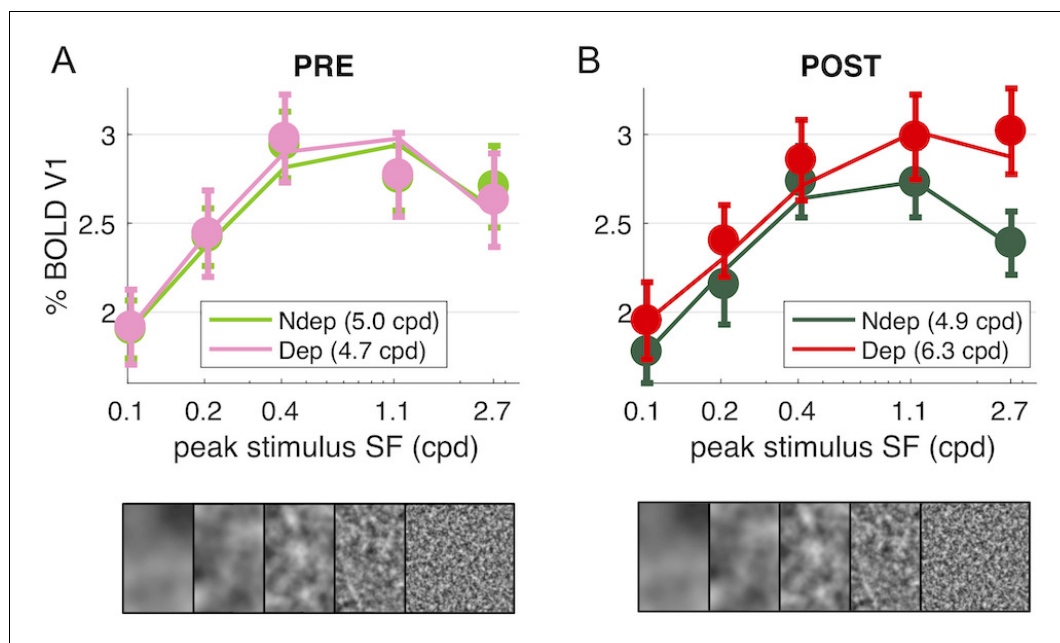 A
PRE
% BOLD V1
3
2.5
2
Ndep (5.0 cpd)
Dep (4.7 cpd)
0.1 0.2 0.4 1.1 2.7
peak stimulus SF (cpd)
B
POST
3
2.5
2
Ndep (4.9 cpd)
Dep (6.3 cpd)
0.1 0.2 0.4 1.1 2.7
peak stimulus SF (cpd)